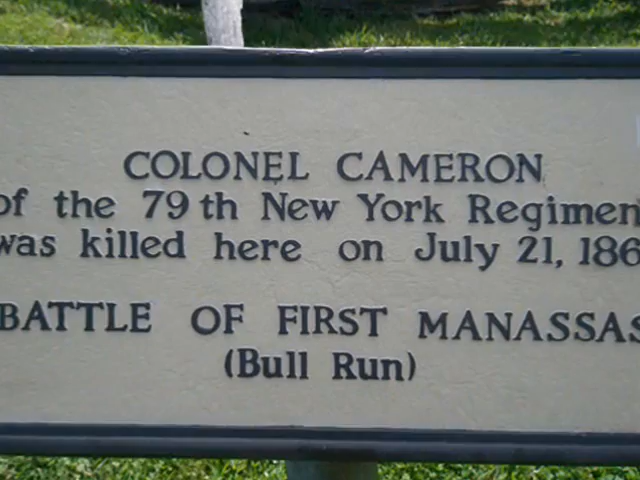 COLONEL CAMERON
of the 79th New York Regimen
was killed here on July 21, 186
BATTLE OF FIRST MANASSAS
(Bull Run)